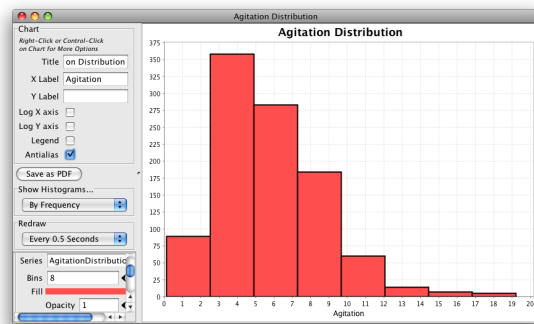 Agitation Distribution
Chart
Right-Click or Control-Click
on Chart for More Options
Title on Distribution
X Label Agitation
Y Label
Log X axis
Log Y axis
Legend
Antialias
Save as PDF
Show Histograms...
By Frequency
Redraw
Every 0.5 Seconds
Series AgitationDistributic
Bins 8
Fill
Opacity 1
Agitation Distribution
375
350
325
300
275
250
225
200
175
150
125
100
75
50
25
0
0 1 2 3 4 5 6 7 8 9 10 11 12 13 14 15 16 17 18 19 20
Agitation